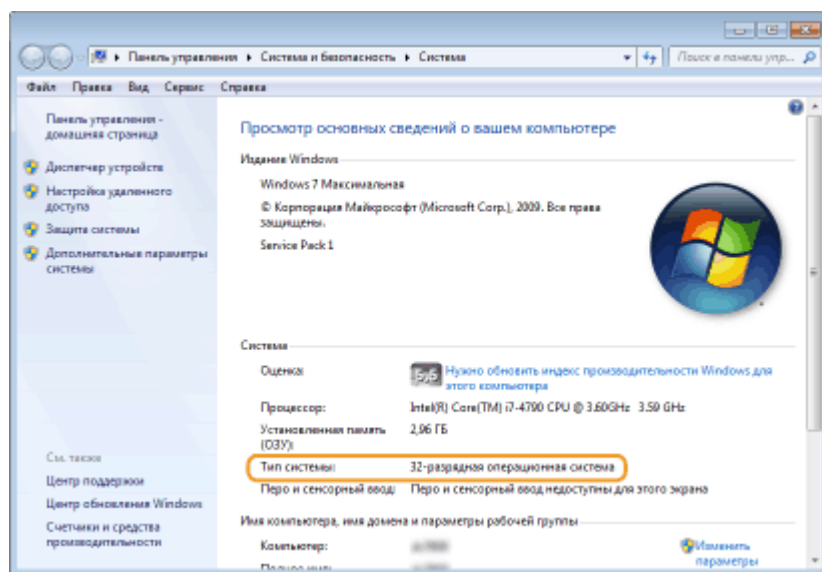 Панель управления ▸ Система и безопасность ▸ Система
Поиск в панели упр...
Файл Правка Вид Сервис Справка
Панель управления -
домашняя страница
Диспетчер устройств
Настройка удаленного
доступа
Защита системы
Дополнительные параметры
системы
См. также
Центр поддержки
Центр обновления Windows
Счетчики и средства
производительности
Просмотр основных сведений о вашем компьютере
Издание Windows
Windows 7 Максимальная
© Корпорация Майкрософт (Microsoft Corp.), 2009. Все права
защищены.
Service Pack 1
Система
Оценка: 5,6 Нужно обновить индекс производительности Windows для
этого компьютера
Процессор: Intel(R) Core(TM) i7-4790 CPU @ 3.60GHz 3.59 GHz
Установленная память 2,96 ГБ
(ОЗУ):
Тип системы: 32-разрядная операционная система
Перо и сенсорный ввод: Перо и сенсорный ввод недоступны для этого экрана
Имя компьютера, имя домена и параметры рабочей группы
Компьютер:
Изменить
параметры